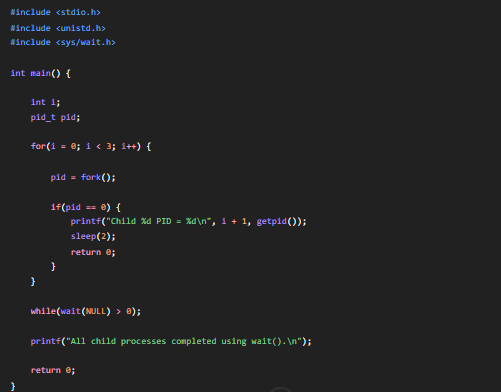 #include <stdio.h>
#include <unistd.h>
#include <sys/wait.h>
int main() {
int i;
pid_t pid;
for(i = 0; i < 3; i++) {
pid = fork();
if(pid == 0) {
printf("Child %d PID = %d\n", i + 1, getpid());
sleep(2);
return 0;
}
}
while(wait(NULL) > 0);
printf("All child processes completed using wait().\n");
return 0;
}